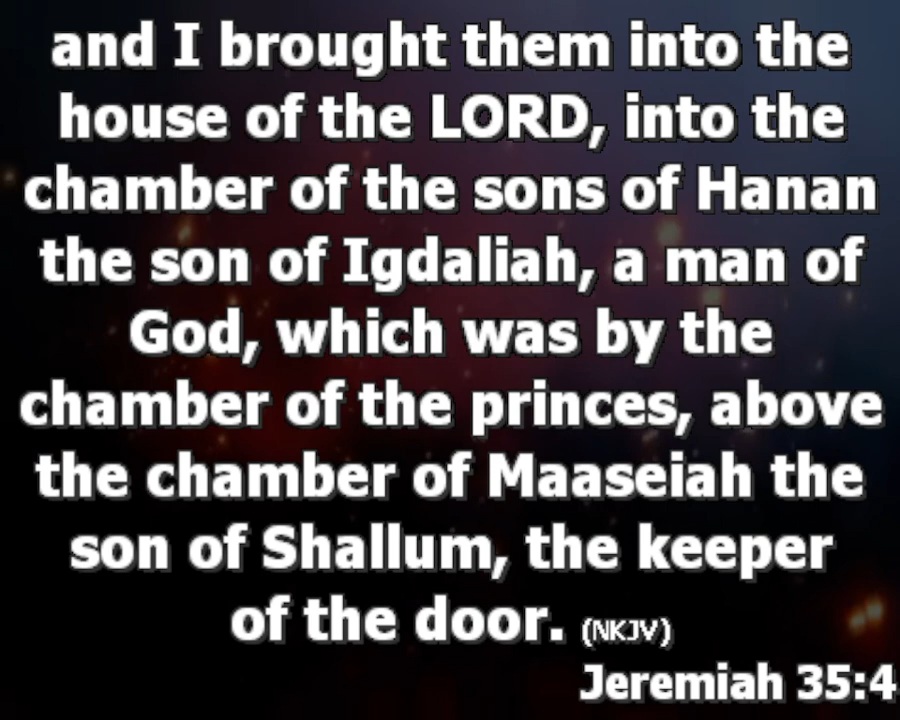 and I brought them into the
house of the LORD, into the
chamber of the sons of Hanan
the son of Igdaliah, a man of
God, which was by the
chamber of the princes, above
the chamber of Maaseiah the
son of Shallum, the keeper
of the door. (NKJV)
Jeremiah 35:4